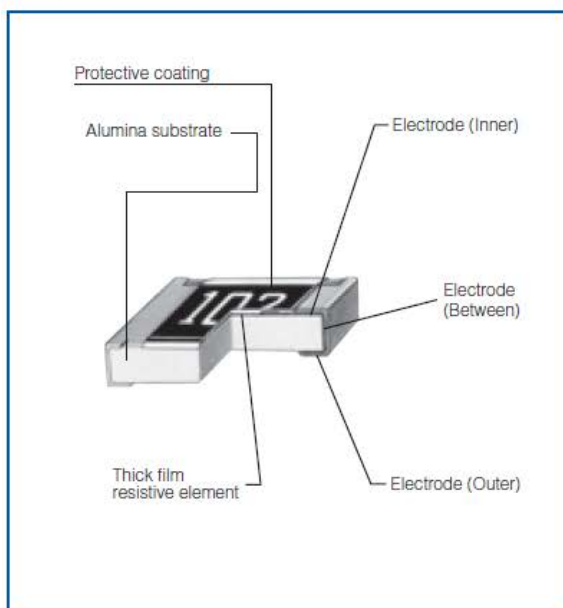 Protective coating
Alumina substrate
Electrode (Inner)
102
Electrode
(Between)
Thick film
resistive element
Electrode (Outer)